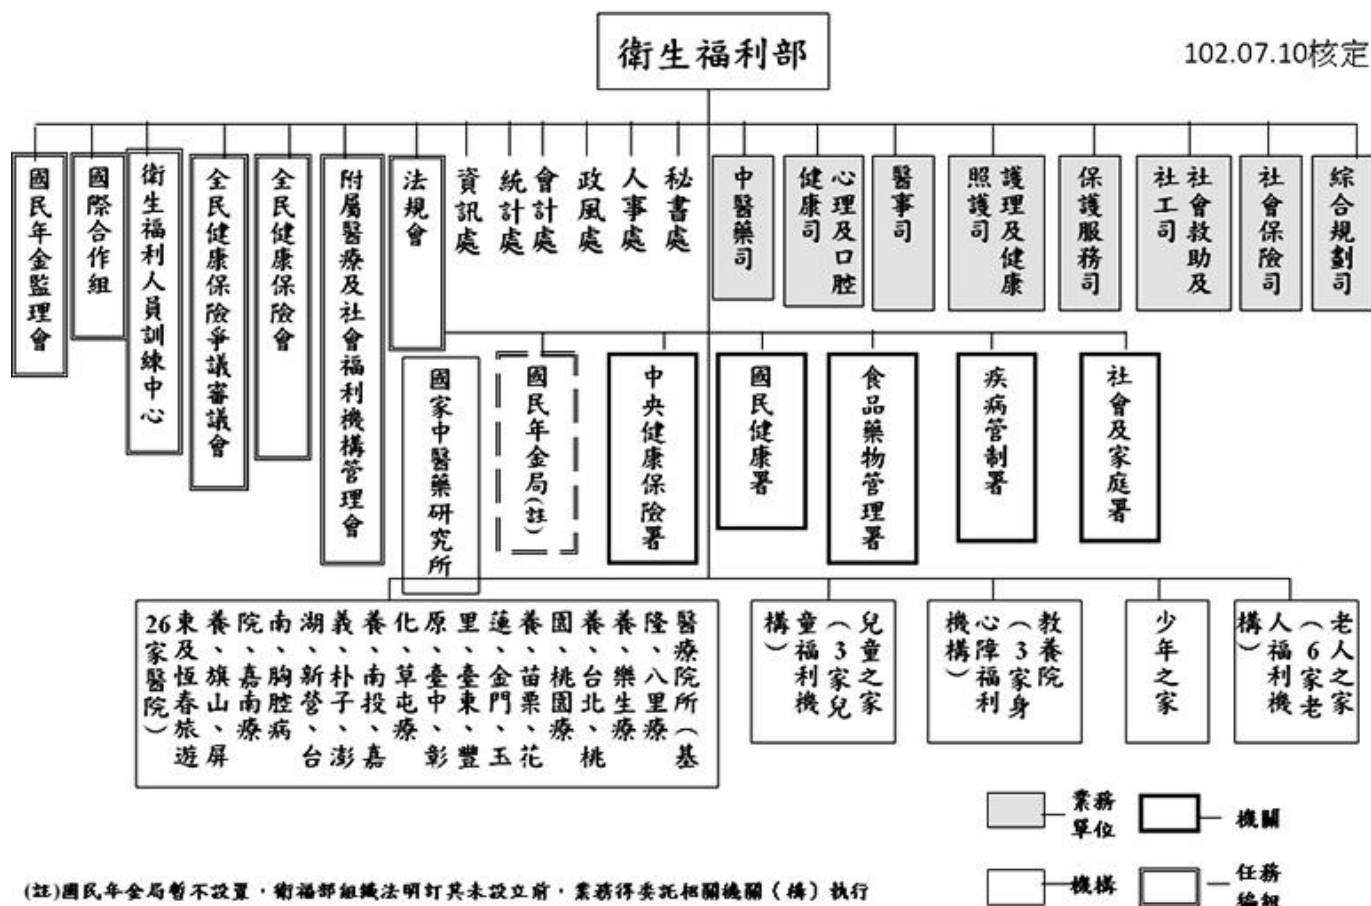 衛生福利部
102.07.10核定
國民年金監理會
國際合作組
衛生福利人員訓練中心
全民健康保險爭議審議會
全民健康保險會
附屬醫療及社會福利機構管理會
法規會
資訊處
統計處
會計處
政風處
人事處
秘書處
中醫藥司
心理及口腔
健康司
醫事司
護理及健康
照護司
保護服務司
社會救助及
社工司
社會保險司
綜合規劃司
國家中醫藥研究所
國民年金局(註)
中央健康保險署
國民健康署
食品藥物管理署
疾病管制署
社會及家庭署
醫療院所（基
隆、八里療
養、樂生療
養、台北、桃
園、桃園療
養、苗栗、花
蓮、金門、玉
里、臺東、豐
原、臺中、彰
化、草屯療
養、南投、嘉
義、朴子、澎
湖、新營、台
南、胸腔病
院、嘉南療
養、旗山、屏
東及恆春旅遊
26家醫院）
兒童之家
（3家兒
童福利機
構）
教養院
（3家身
心障福利
機構）
少年之家
老人之家
（6家老
人福利機
構）
業務
單位
機關
機構
任務
編組
(註)國民年金局暫不設置，衛福部組織法明訂其未設立前，業務得委託相關機關（構）執行